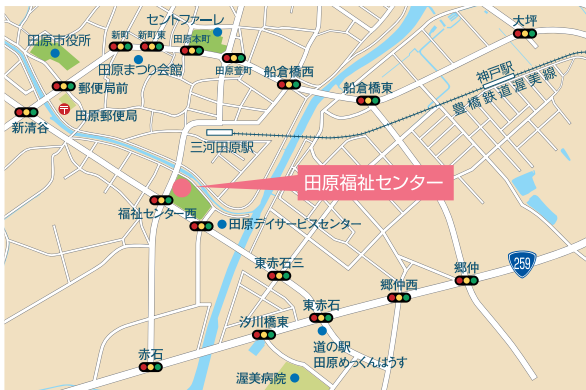 セントファーレ
大坪
田原市役所
新町
新町東
田原本町
田原萱町
田原まつり会館
神戸駅
船倉橋西
船倉橋東
豊橋鉄道渥美線
郵便局前
田原郵便局
新清谷
三河田原駅
田原福祉センター
福祉センター西
田原デイサービスセンター
東赤石三
259
郷仲
郷仲西
東赤石
汐川橋東
道の駅
田原めっくんはうす
赤石
渥美病院